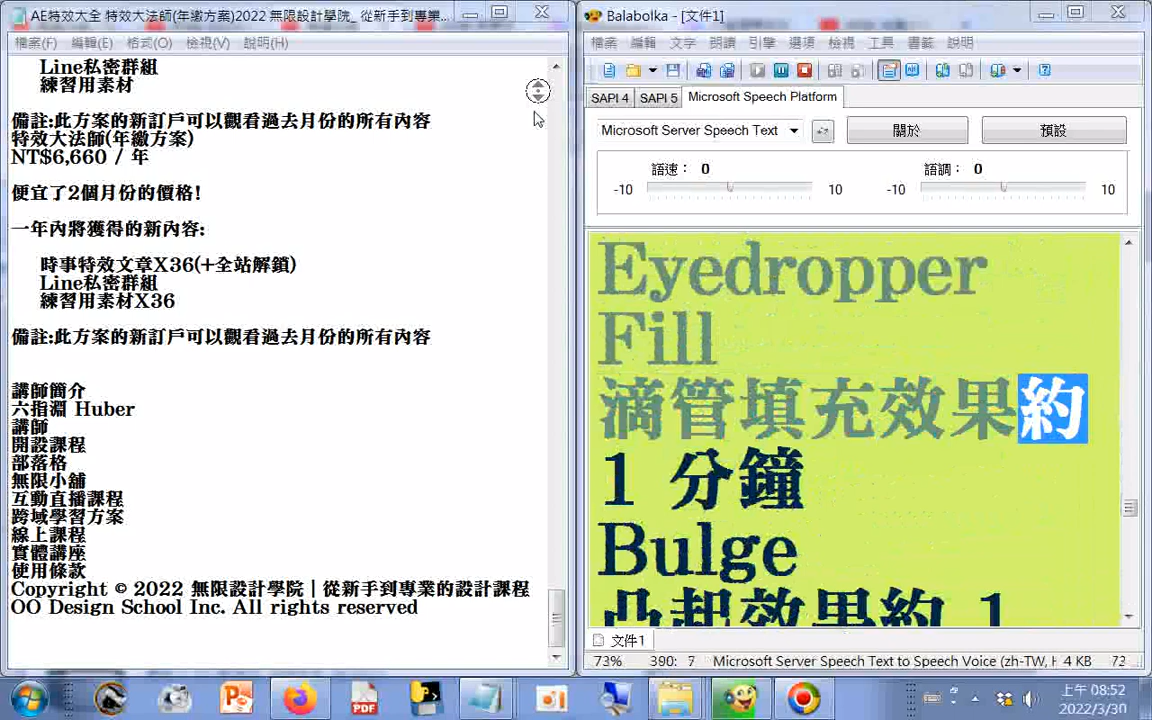 AE特效大全 特效大法師(年繳方案)2022 無限設計學院_ 從新手到專業...
檔案(F) 編輯(E) 格式(O) 檢視(V) 說明(H)
Line私密群組
練習用素材
備註:此方案的新訂戶可以觀看過去月份的所有內容
特效大法師(年繳方案)
NT$6,660 / 年
便宜了2個月份的價格!
一年內將獲得的新內容:
時事特效文章X36(+全站解鎖)
Line私密群組
練習用素材X36
備註:此方案的新訂戶可以觀看過去月份的所有內容
講師簡介
六指淵 Huber
講師
開設課程
部落格
無限小舖
互動直播課程
跨域學習方案
線上課程
實體講座
使用條款
Copyright © 2022 無限設計學院 | 從新手到專業的設計課程
OO Design School Inc. All rights reserved
Balabolka - [文件1]
檔案 編輯 文字 朗讀 引擎 選項 檢視 工具 書籤 說明
SAPI 4 SAPI 5 Microsoft Speech Platform
Microsoft Server Speech Text 關於 預設
語速： 0 語調： 0
-10 10 -10 10
Eyedropper
Fill
滴管填充效果約
1 分鐘
Bulge
凸起效果約 1
文件1
73% 390: 7 Microsoft Server Speech Text to Speech Voice (zh-TW, H 4 KB 72
PDF
上午 08:52
2022/3/30